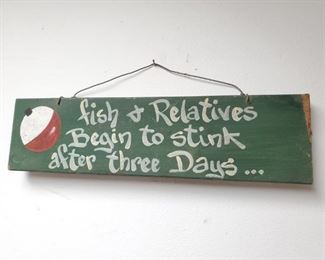 fish & Relatives
Begin to stink
after three Days ...